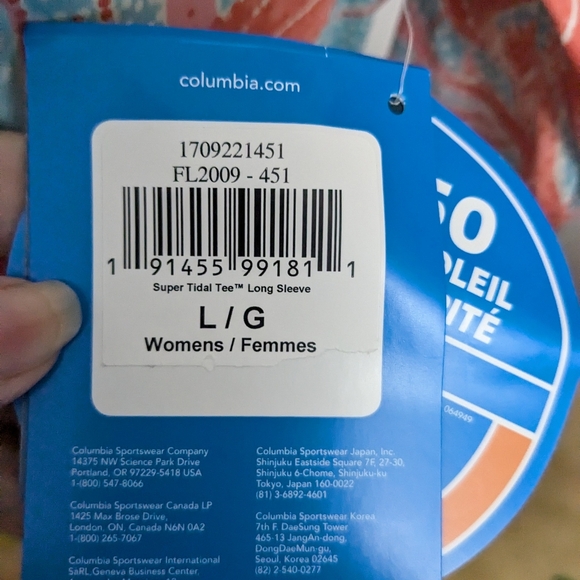 columbia.com
1709221451
FL2009 - 451
1 91455 99181 1
Super Tidal Tee™ Long Sleeve
L / G
Womens / Femmes
Columbia Sportswear Company
14375 NW Science Park Drive
Portland, OR 97229-5418 USA
1-(800) 547-8066
Columbia Sportswear Canada LP
1425 Max Brose Drive,
London, ON, Canada N6N 0A2
1-(800) 265-7067
Columbia Sportswear International
SàRL, Geneva Business Center,
Columbia Sportswear Japan, Inc.
Shinjuku Eastside Square 7F, 27-30,
Shinjuku 6-Chome, Shinjuku-ku
Tokyo, Japan 160-0022
(81) 3-6892-4601
Columbia Sportswear Korea
7th F. DaeSung Tower
465-13 JangAn-dong,
DongDaeMun-gu,
Seoul, Korea 02645
(82) 2-540-0277
50
OLEIL
ITÉ
064949